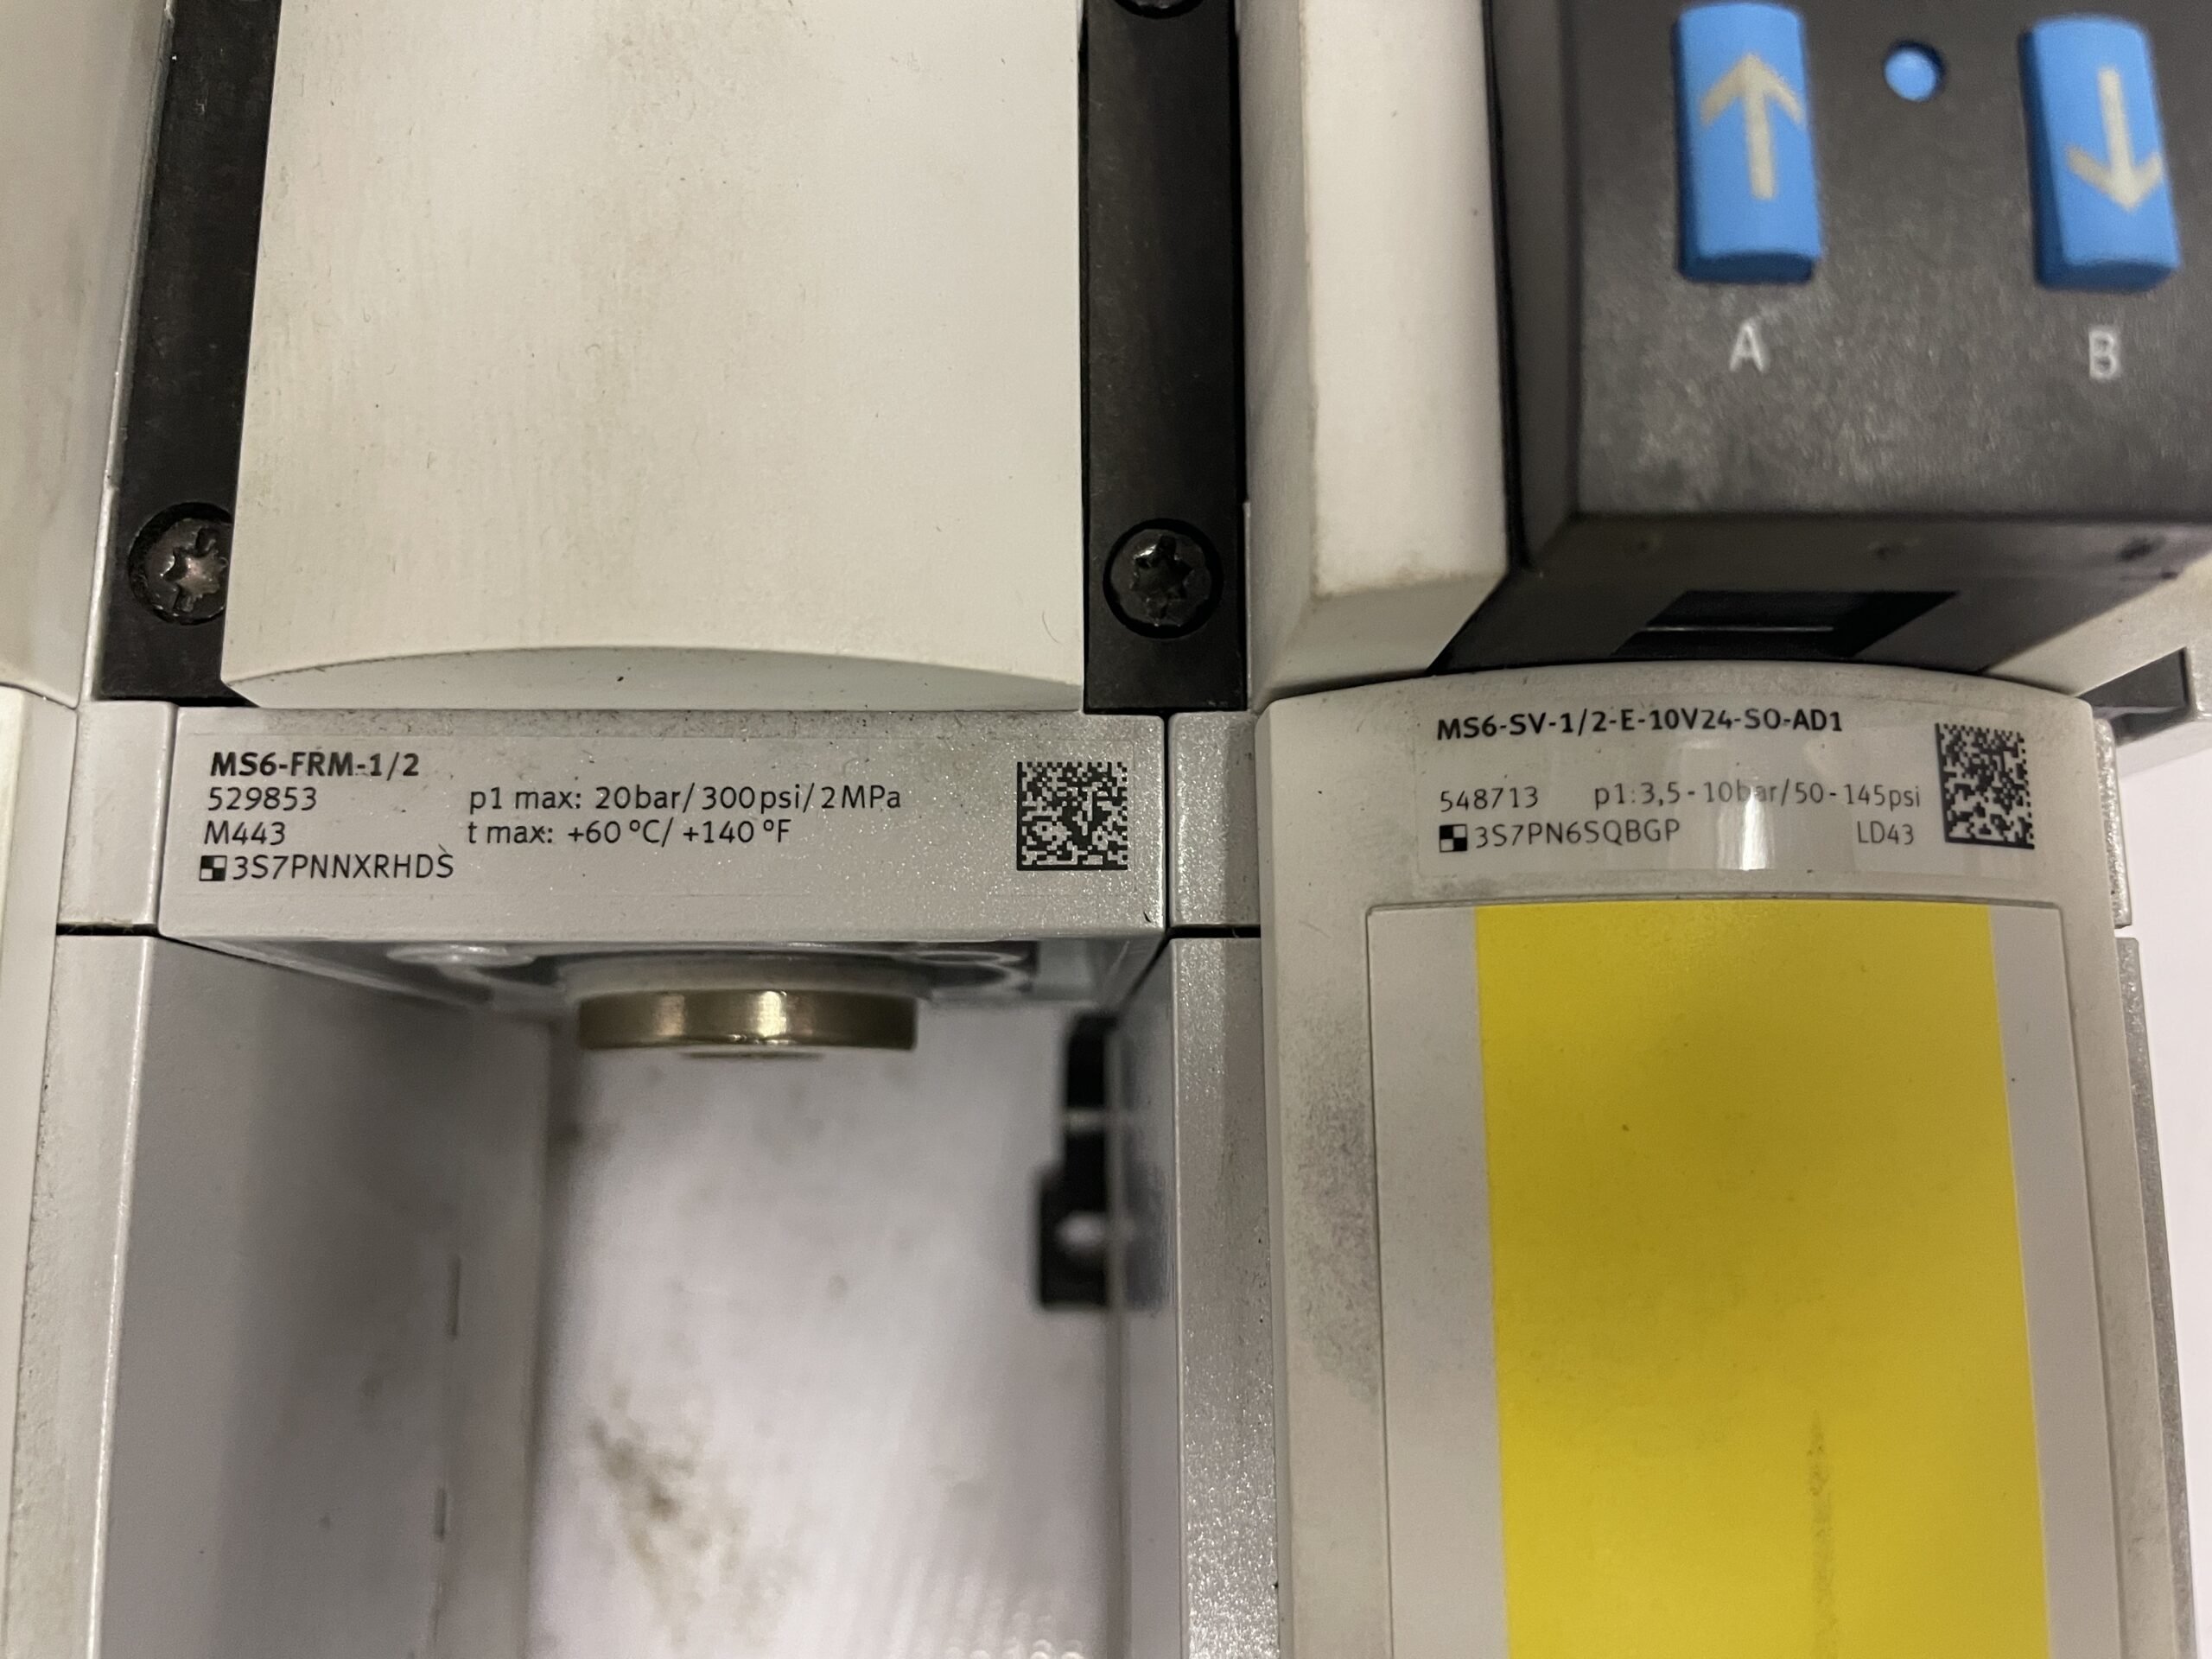 A
B
MS6-FRM-1/2
529853 p1 max: 20bar/300psi/2MPa
M443 t max: +60°C/+140°F
3S7PNNXRHDS
MS6-SV-1/2-E-10V24-SO-AD1
548713 p1:3,5-10bar/50-145psi
3S7PN6SQBGP LD43